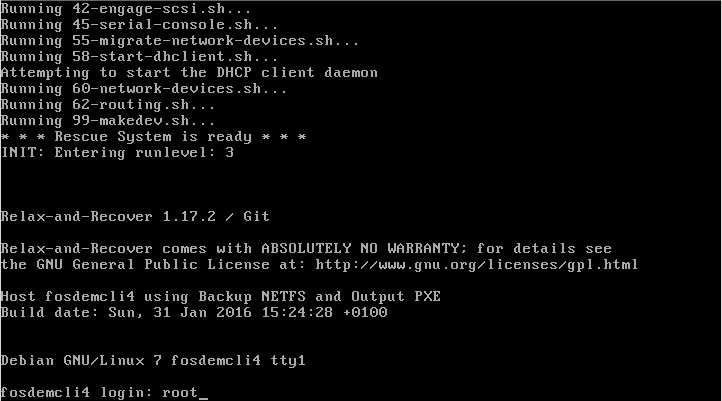 Running 42-engage-scsi.sh...
Running 45-serial-console.sh...
Running 55-migrate-network-devices.sh...
Running 58-start-dhclient.sh...
Attempting to start the DHCP client daemon
Running 60-network-devices.sh...
Running 62-routing.sh...
Running 99-makedev.sh...
* * * Rescue System is ready * * *
INIT: Entering runlevel: 3
Relax-and-Recover 1.17.2 / Git
Relax-and-Recover comes with ABSOLUTELY NO WARRANTY; for details see
the GNU General Public License at: http://www.gnu.org/licenses/gpl.html
Host fosdemcli4 using Backup NETFS and Output PXE
Build date: Sun, 31 Jan 2016 15:24:28 +0100
Debian GNU/Linux 7 fosdemcli4 tty1
fosdemcli4 login: root_